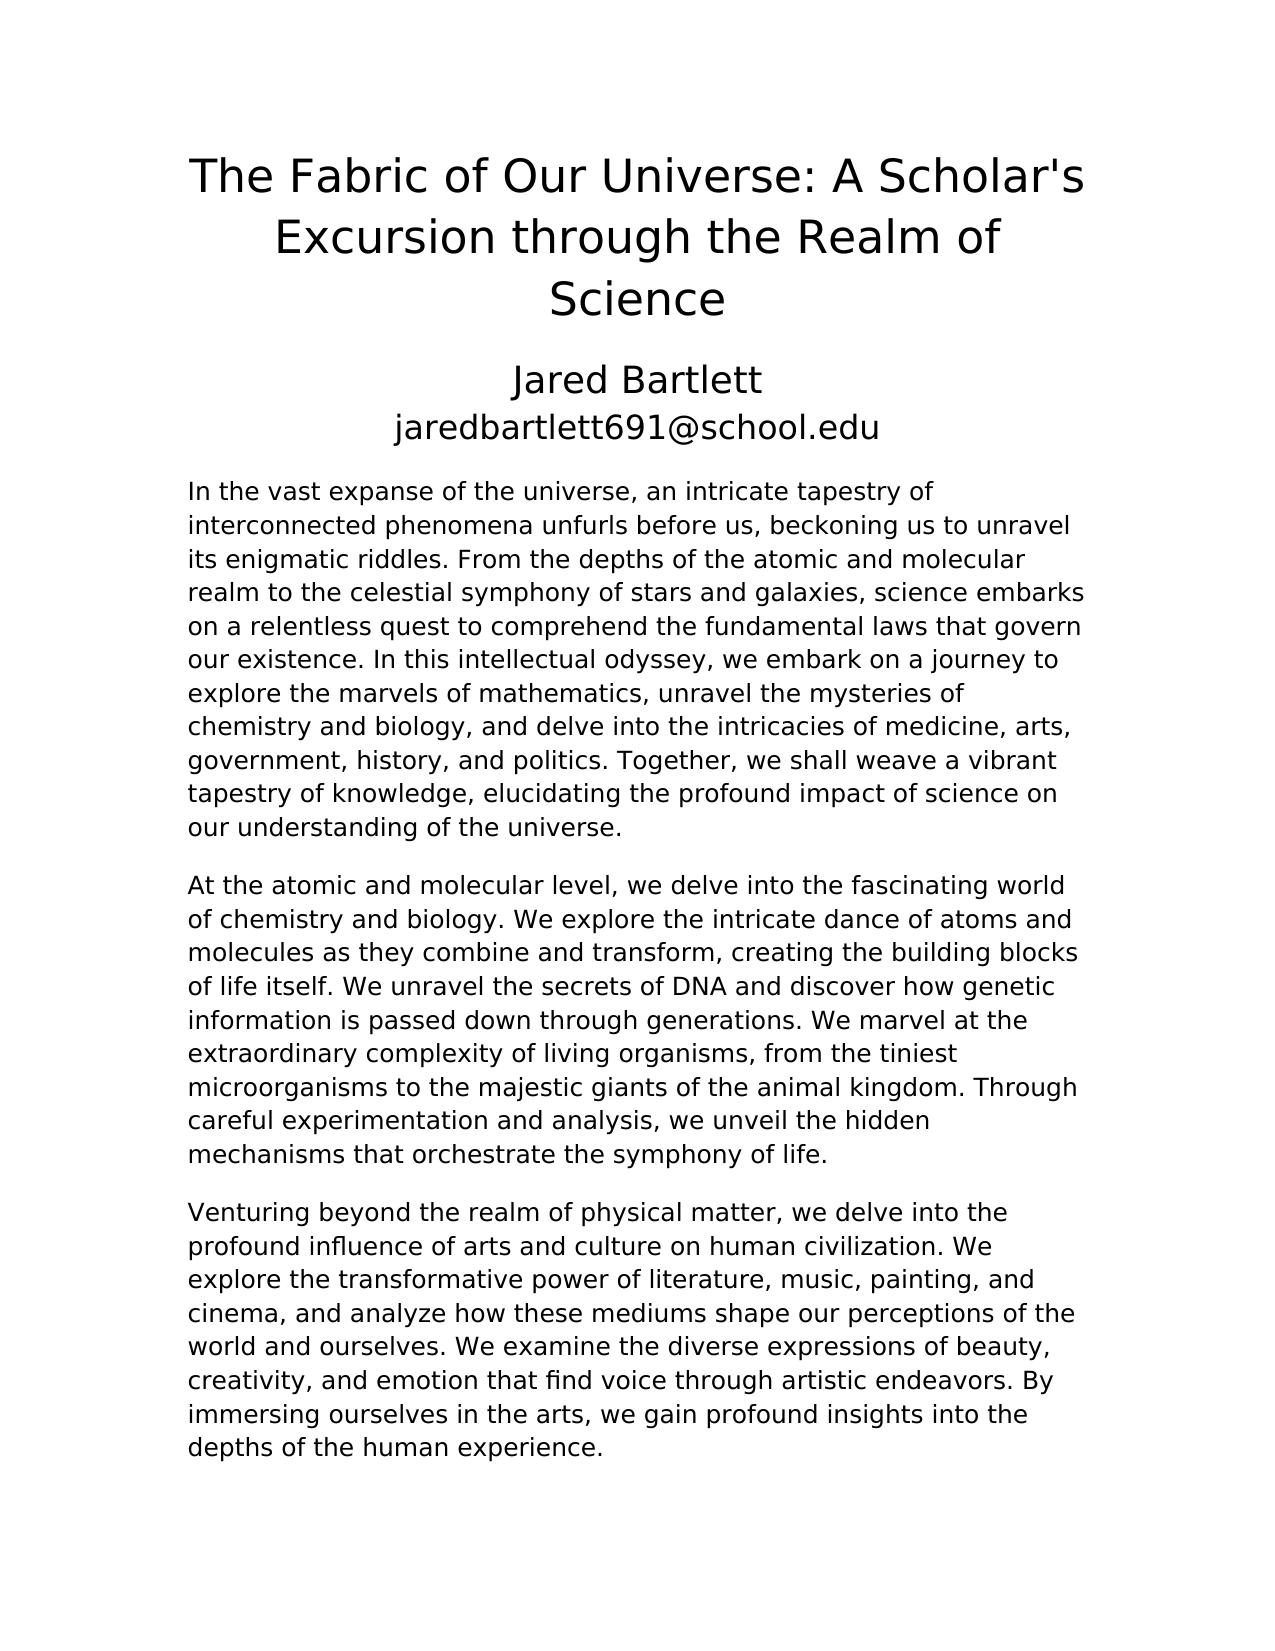 The Fabric of Our Universe: A Scholar's
Excursion through the Realm of
Science
Jared Bartlett
jaredbartlett691@school.edu
In the vast expanse of the universe, an intricate tapestry of
interconnected phenomena unfurls before us, beckoning us to unravel
its enigmatic riddles. From the depths of the atomic and molecular
realm to the celestial symphony of stars and galaxies, science embarks
on a relentless quest to comprehend the fundamental laws that govern
our existence. In this intellectual odyssey, we embark on a journey to
explore the marvels of mathematics, unravel the mysteries of
chemistry and biology, and delve into the intricacies of medicine, arts,
government, history, and politics. Together, we shall weave a vibrant
tapestry of knowledge, elucidating the profound impact of science on
our understanding of the universe.
At the atomic and molecular level, we delve into the fascinating world
of chemistry and biology. We explore the intricate dance of atoms and
molecules as they combine and transform, creating the building blocks
of life itself. We unravel the secrets of DNA and discover how genetic
information is passed down through generations. We marvel at the
extraordinary complexity of living organisms, from the tiniest
microorganisms to the majestic giants of the animal kingdom. Through
careful experimentation and analysis, we unveil the hidden
mechanisms that orchestrate the symphony of life.
Venturing beyond the realm of physical matter, we delve into the
profound influence of arts and culture on human civilization. We
explore the transformative power of literature, music, painting, and
cinema, and analyze how these mediums shape our perceptions of the
world and ourselves. We examine the diverse expressions of beauty,
creativity, and emotion that find voice through artistic endeavors. By
immersing ourselves in the arts, we gain profound insights into the
depths of the human experience.